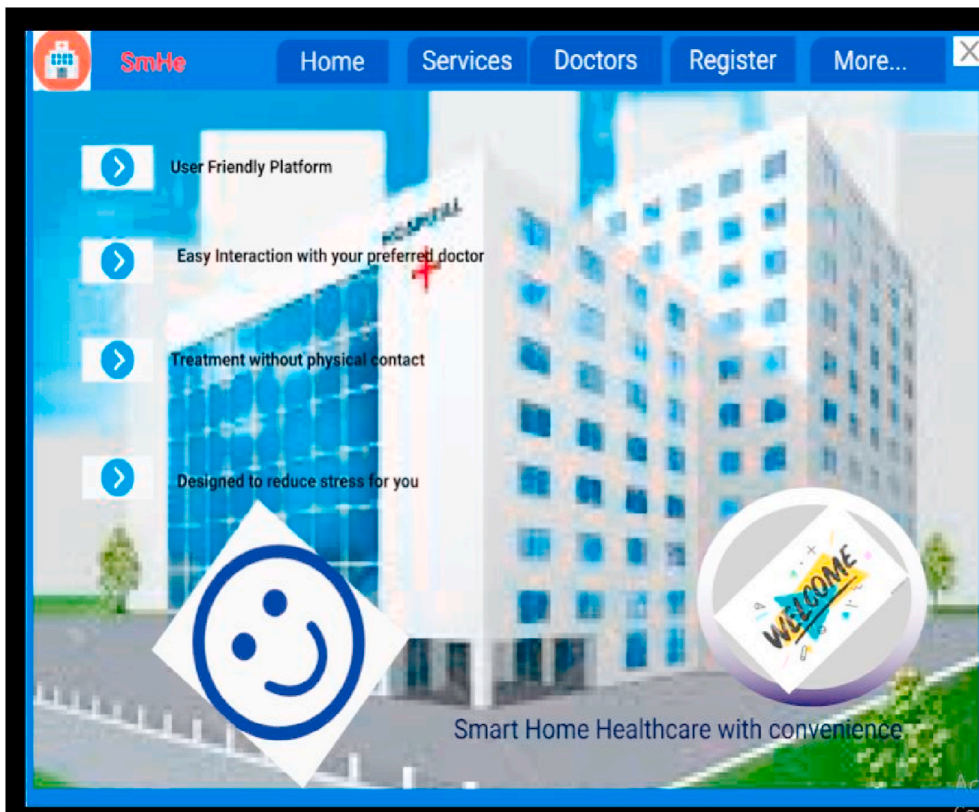 SmHe
Home
Services
Doctors
Register
More...
User Friendly Platform
HOSPITAL
Easy Interaction with your preferred doctor
Treatment without physical contact
Designed to reduce stress for you
WELCOME
Smart Home Healthcare with convenience